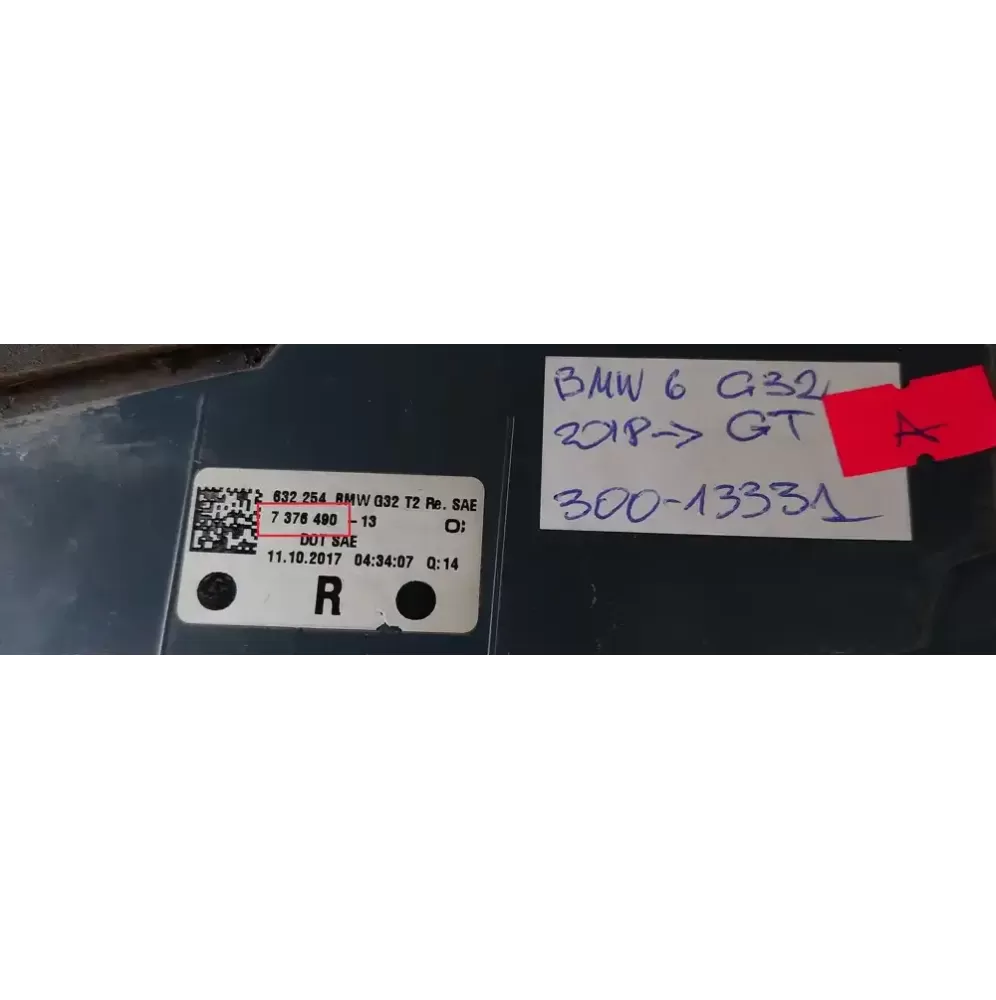 632 254 BMW G32 T2 Re. SAE
7 376 490 -13 O;
DOT SAE
11.10.2017 04:34:07 Q:14
R
BMW 6 G32
2018-> GT
300-13331
A